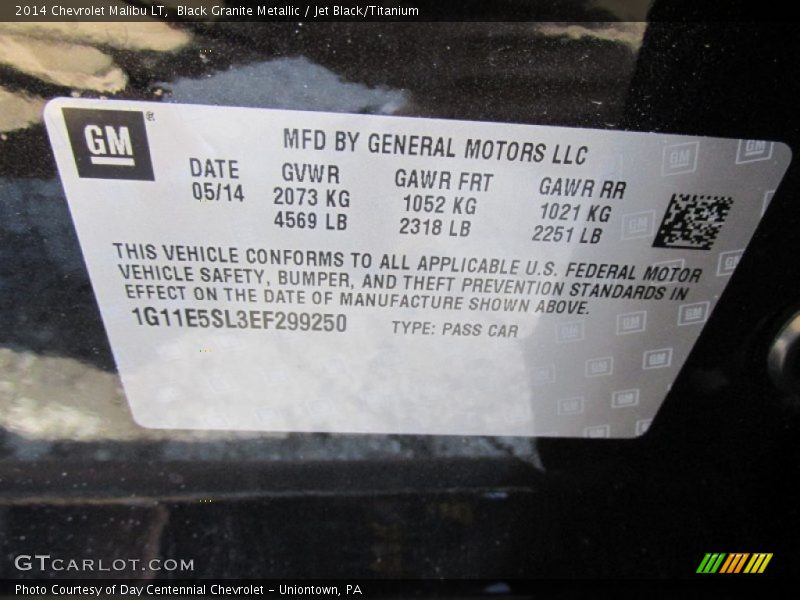 2014 Chevrolet Malibu LT, Black Granite Metallic / Jet Black/Titanium
GM®
MFD BY GENERAL MOTORS LLC
DATE GVWR GAWR FRT GAWR RR
05/14 2073 KG 1052 KG 1021 KG
4569 LB 2318 LB 2251 LB
THIS VEHICLE CONFORMS TO ALL APPLICABLE U.S. FEDERAL MOTOR
VEHICLE SAFETY, BUMPER, AND THEFT PREVENTION STANDARDS IN
EFFECT ON THE DATE OF MANUFACTURE SHOWN ABOVE.
1G11E5SL3EF299250 TYPE: PASS CAR
GTCARLOT.COM
Photo Courtesy of Day Centennial Chevrolet - Uniontown, PA